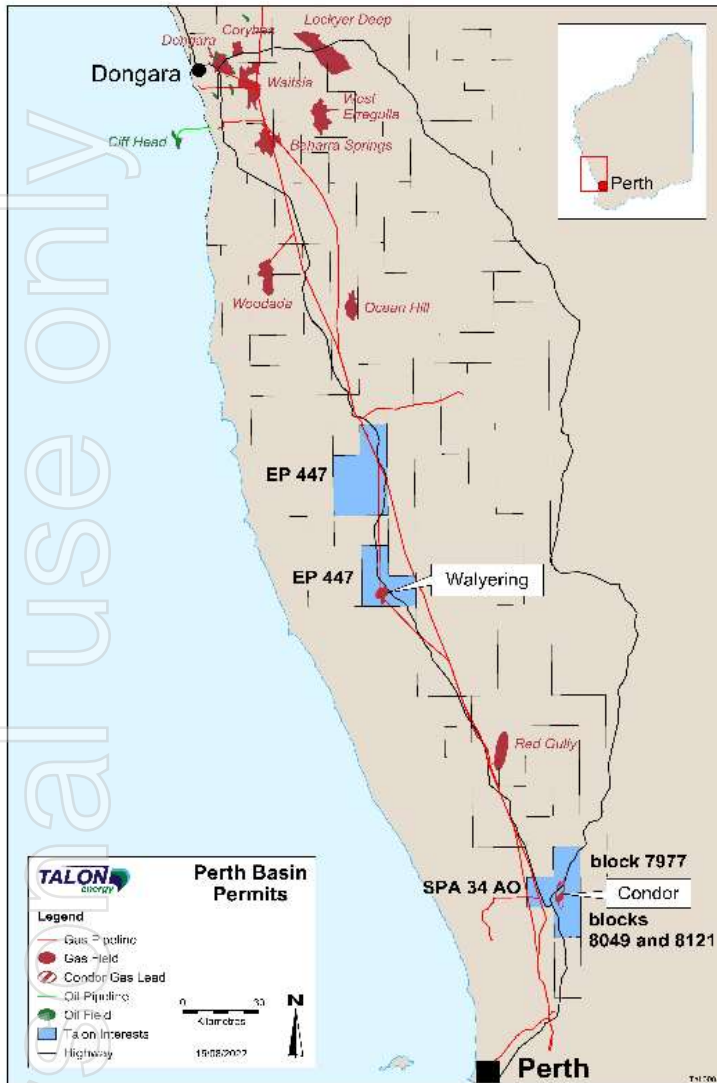 Lockyer Deep
Corybas
Dongara
Dongara
Waitsia
West
Erregulla
Cliff Head
Beharra Springs
Perth
Woodada
Ocean Hill
EP 447
EP 447
Walyering
Red Gully
block 7977
SPA 34 AO
Condor
blocks
8049 and 8121
TALON
energy
Perth Basin
Permits
Legend
Gas Pipeline
Gas Field
Condor Gas Lead
Oil Pipeline
Oil Field
Talon Interests
Highway
0 30
Kilometres
N
15/08/2022
Perth
sonal use only